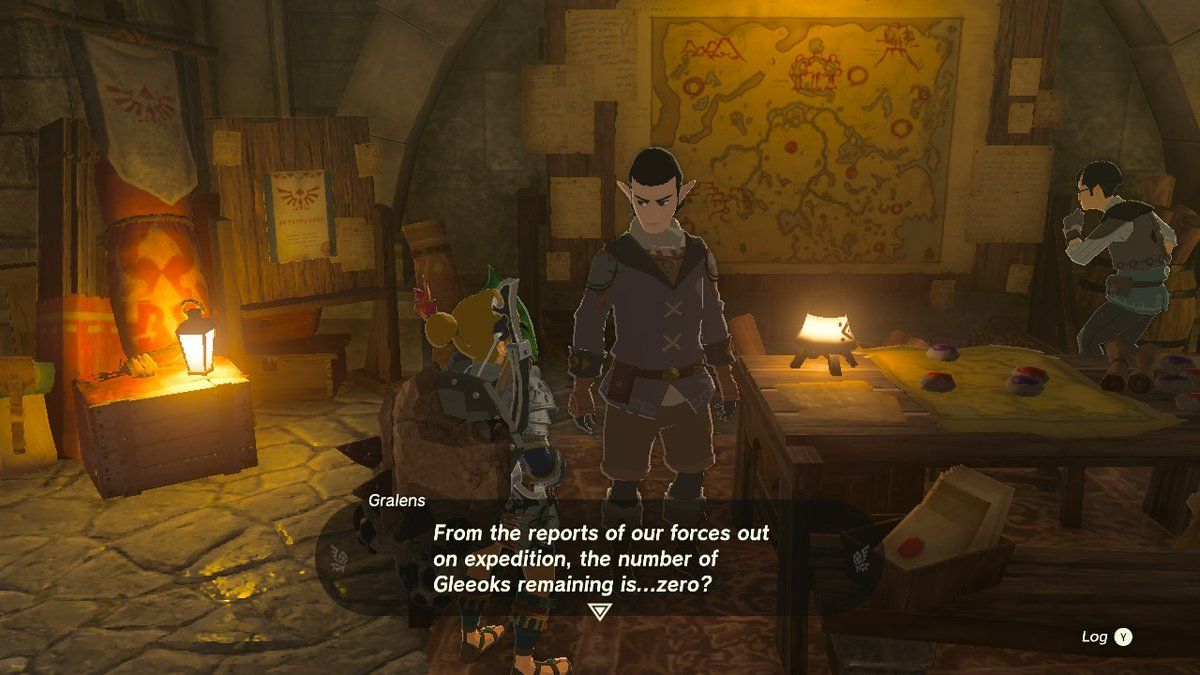 Gralens
From the reports of our forces out
on expedition, the number of
Gleeoks remaining is...zero?
Log Y